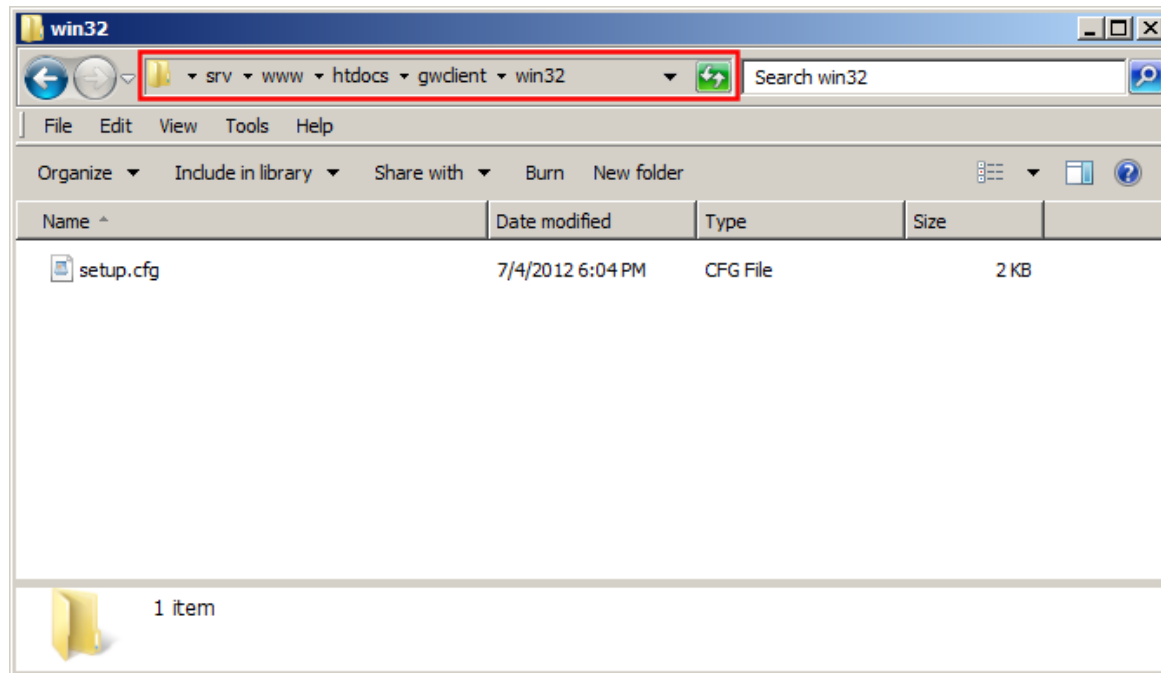 win32
srv www htdocs gwclient win32 Search win32
File Edit View Tools Help
Organize Include in library Share with Burn New folder
Name Date modified Type Size
setup.cfg 7/4/2012 6:04 PM CFG File 2 KB
1 item